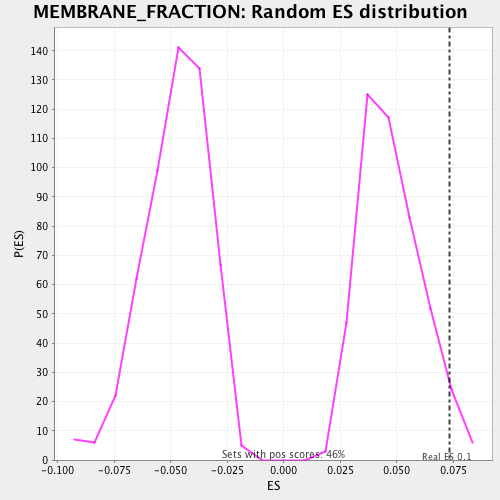 MEMBRANE_FRACTION: Random ES distribution
P(ES)
140
130
120
110
100
90
80
70
60
50
40
30
20
10
0
Sets with pos scores: 46%
Real ES 0.1
-0.100 -0.075 -0.050 -0.025 0.000 0.025 0.050 0.075
ES